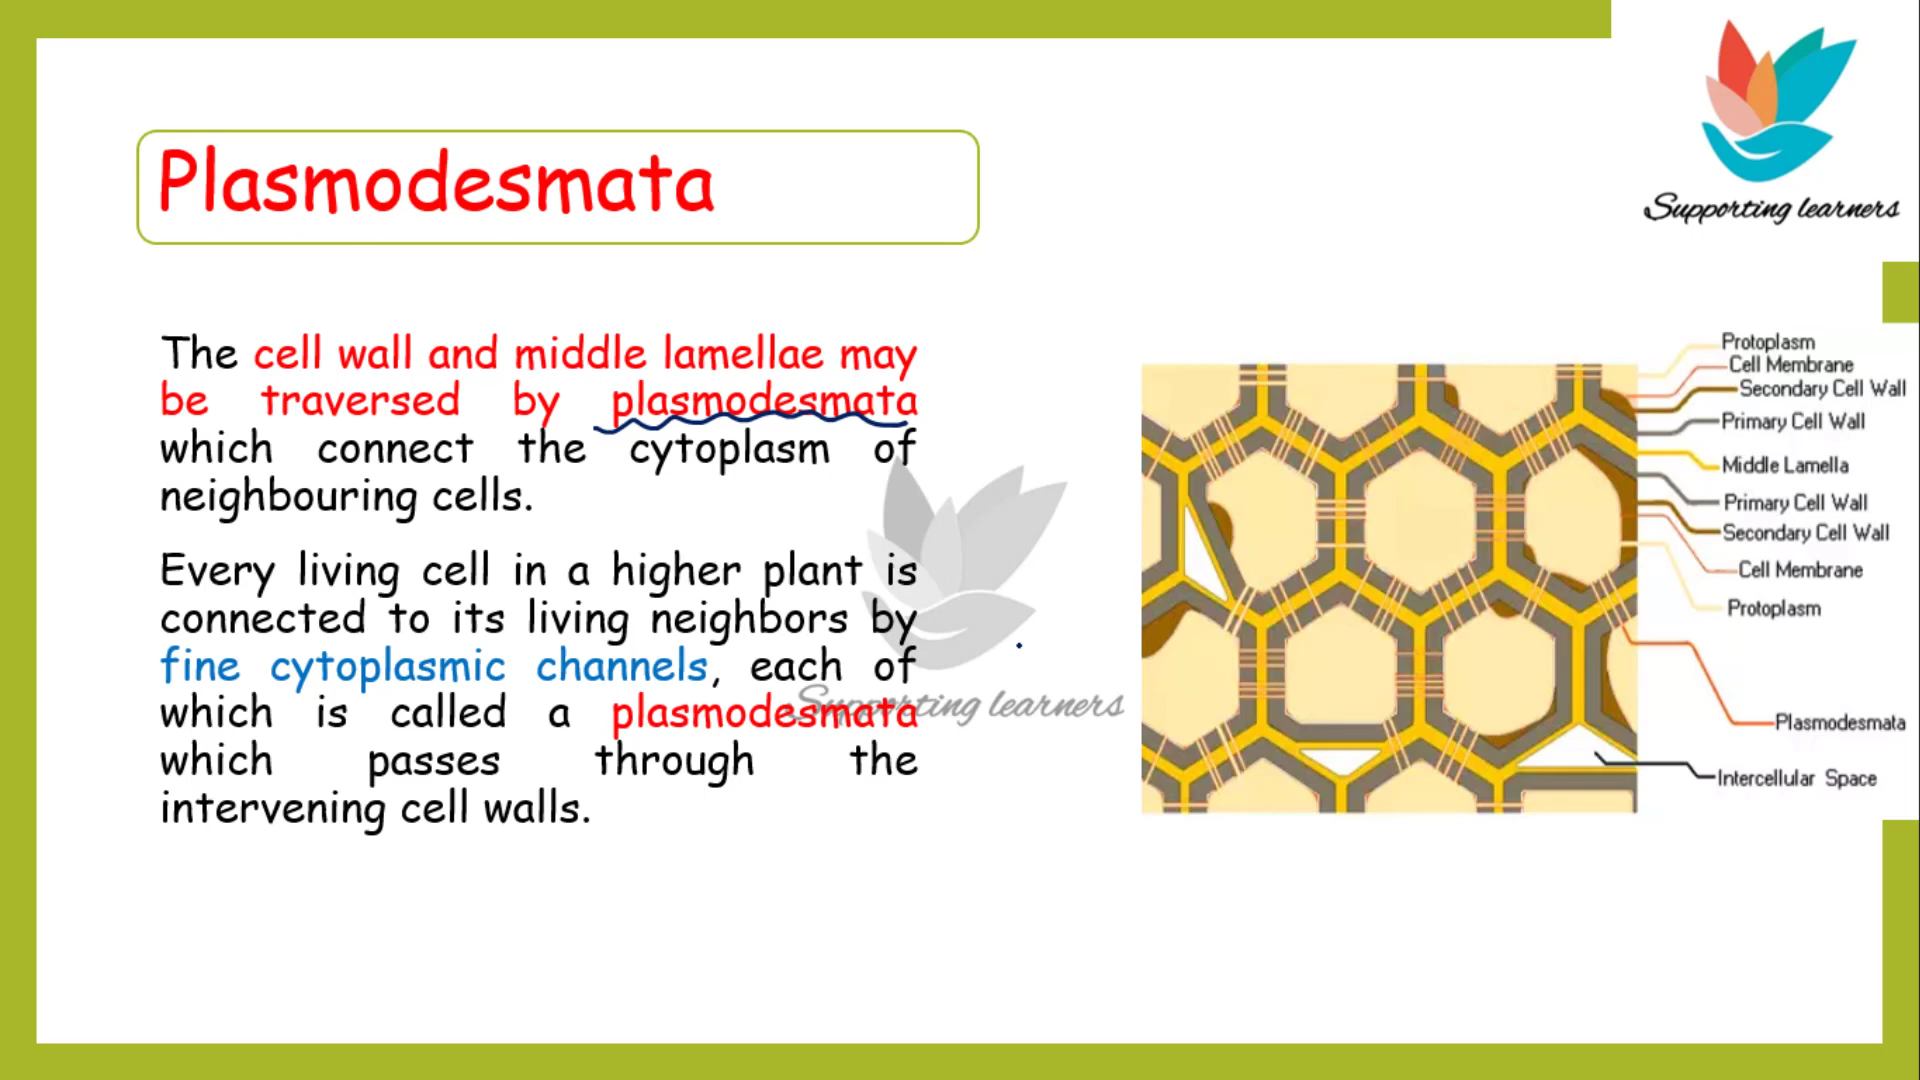 Supporting learners
Plasmodesmata
The cell wall and middle lamellae may
be traversed by plasmodesmata
which connect the cytoplasm of
neighbouring cells.
Every living cell in a higher plant is
connected to its living neighbors by
fine cytoplasmic channels, each of
which is called a plasmodesmata
which passes through the
intervening cell walls.
Supporting learners
Protoplasm
Cell Membrane
Secondary Cell Wall
Primary Cell Wall
Middle Lamella
Primary Cell Wall
Secondary Cell Wall
Cell Membrane
Protoplasm
Plasmodesmata
Intercellular Space